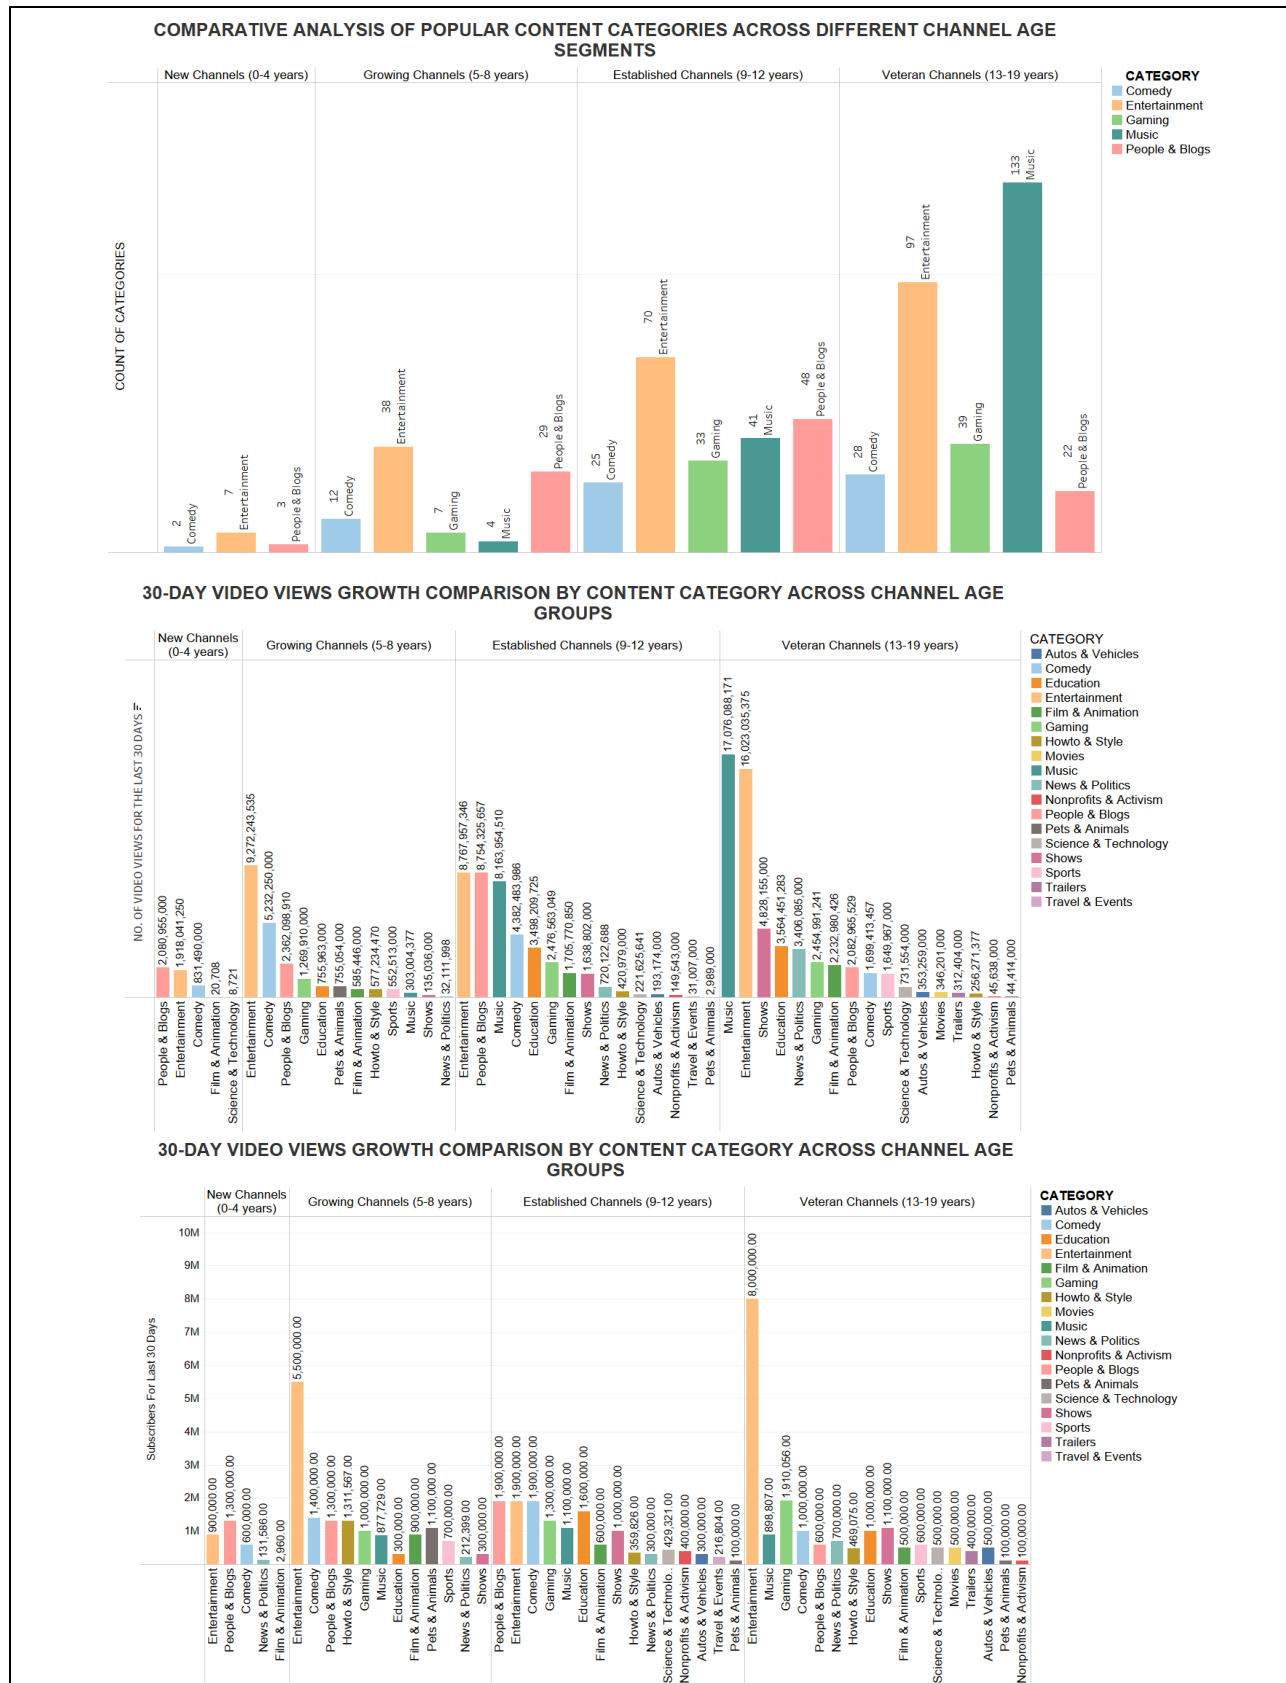 COMPARATIVE ANALYSIS OF POPULAR CONTENT CATEGORIES ACROSS DIFFERENT CHANNEL AGE
SEGMENTS
New Channels (0-4 years)
Growing Channels (5-8 years)
Established Channels (9-12 years)
Veteran Channels (13-19 years)
CATEGORY
Comedy
Entertainment
Gaming
Music
People & Blogs
COUNT OF CATEGORIES
2
Comedy
7
Entertainment
3
People & Blogs
12
Comedy
38
Entertainment
7
Gaming
4
Music
29
People & Blogs
25
Comedy
70
Entertainment
33
Gaming
41
Music
48
People & Blogs
28
Comedy
97
Entertainment
39
Gaming
133
Music
22
People & Blogs
30-DAY VIDEO VIEWS GROWTH COMPARISON BY CONTENT CATEGORY ACROSS CHANNEL AGE
GROUPS
New Channels
(0-4 years)
Growing Channels (5-8 years)
Established Channels (9-12 years)
Veteran Channels (13-19 years)
CATEGORY
Autos & Vehicles
Comedy
Education
Entertainment
Film & Animation
Gaming
Howto & Style
Movies
Music
News & Politics
Nonprofits & Activism
People & Blogs
Pets & Animals
Science & Technology
Shows
Sports
Trailers
Travel & Events
NO. OF VIDEO VIEWS FOR THE LAST 30 DAYS
2,080,955,000
1,918,041,250
831,490,000
20,708
8,721
9,272,243,535
5,232,250,000
2,362,098,910
1,269,910,000
755,963,000
755,054,000
585,446,000
577,234,470
552,513,000
303,004,377
135,036,000
32,111,998
8,767,957,346
8,754,325,657
8,163,954,510
4,382,483,986
3,498,209,725
2,476,563,049
1,705,770,850
1,638,802,000
720,122,688
420,979,000
221,625,641
193,174,000
149,543,000
31,007,000
2,989,000
17,076,088,171
16,023,035,375
4,828,155,000
3,564,451,283
3,406,085,000
2,454,991,241
2,232,980,426
2,082,965,529
1,699,413,457
1,649,967,000
731,554,000
353,259,000
346,201,000
312,404,000
256,271,377
45,638,000
44,414,000
People & Blogs
Entertainment
Comedy
Film & Animation
Science & Technology
Entertainment
Comedy
People & Blogs
Gaming
Education
Pets & Animals
Film & Animation
Howto & Style
Sports
Music
Shows
News & Politics
Entertainment
People & Blogs
Music
Comedy
Education
Gaming
Film & Animation
Shows
News & Politics
Howto & Style
Science & Technology
Autos & Vehicles
Nonprofits & Activism
Travel & Events
Pets & Animals
Music
Entertainment
Shows
Education
News & Politics
Gaming
Film & Animation
People & Blogs
Comedy
Sports
Science & Technology
Autos & Vehicles
Movies
Trailers
Howto & Style
Nonprofits & Activism
Pets & Animals
30-DAY VIDEO VIEWS GROWTH COMPARISON BY CONTENT CATEGORY ACROSS CHANNEL AGE
GROUPS
New Channels
(0-4 years)
Growing Channels (5-8 years)
Established Channels (9-12 years)
Veteran Channels (13-19 years)
CATEGORY
Autos & Vehicles
Comedy
Education
Entertainment
Film & Animation
Gaming
Howto & Style
Movies
Music
News & Politics
Nonprofits & Activism
People & Blogs
Pets & Animals
Science & Technology
Shows
Sports
Trailers
Travel & Events
Subscribers For Last 30 Days
10M
9M
8M
7M
6M
5M
4M
3M
2M
1M
900,000.00
1,300,000.00
600,000.00
131,586.00
2,960.00
5,500,000.00
1,400,000.00
1,300,000.00
1,311,567.00
1,000,000.00
877,729.00
300,000.00
900,000.00
1,100,000.00
700,000.00
212,399.00
300,000.00
1,900,000.00
1,900,000.00
1,900,000.00
1,300,000.00
1,100,000.00
1,600,000.00
600,000.00
1,000,000.00
359,826.00
300,000.00
429,321.00
400,000.00
300,000.00
216,804.00
100,000.00
8,000,000.00
898,807.00
1,910,056.00
1,000,000.00
600,000.00
700,000.00
469,075.00
1,000,000.00
1,100,000.00
500,000.00
600,000.00
500,000.00
500,000.00
400,000.00
500,000.00
100,000.00
100,000.00
Entertainment
People & Blogs
Comedy
News & Politics
Film & Animation
Entertainment
Comedy
People & Blogs
Howto & Style
Gaming
Music
Education
Film & Animation
Pets & Animals
Sports
News & Politics
Shows
People & Blogs
Entertainment
Comedy
Gaming
Music
Education
Film & Animation
Shows
Howto & Style
News & Politics
Science & Technolo..
Nonprofits & Activism
Autos & Vehicles
Travel & Events
Pets & Animals
Entertainment
Music
Gaming
Comedy
People & Blogs
News & Politics
Howto & Style
Education
Shows
Film & Animation
Sports
Science & Technolo..
Movies
Trailers
Autos & Vehicles
Pets & Animals
Nonprofits & Activism